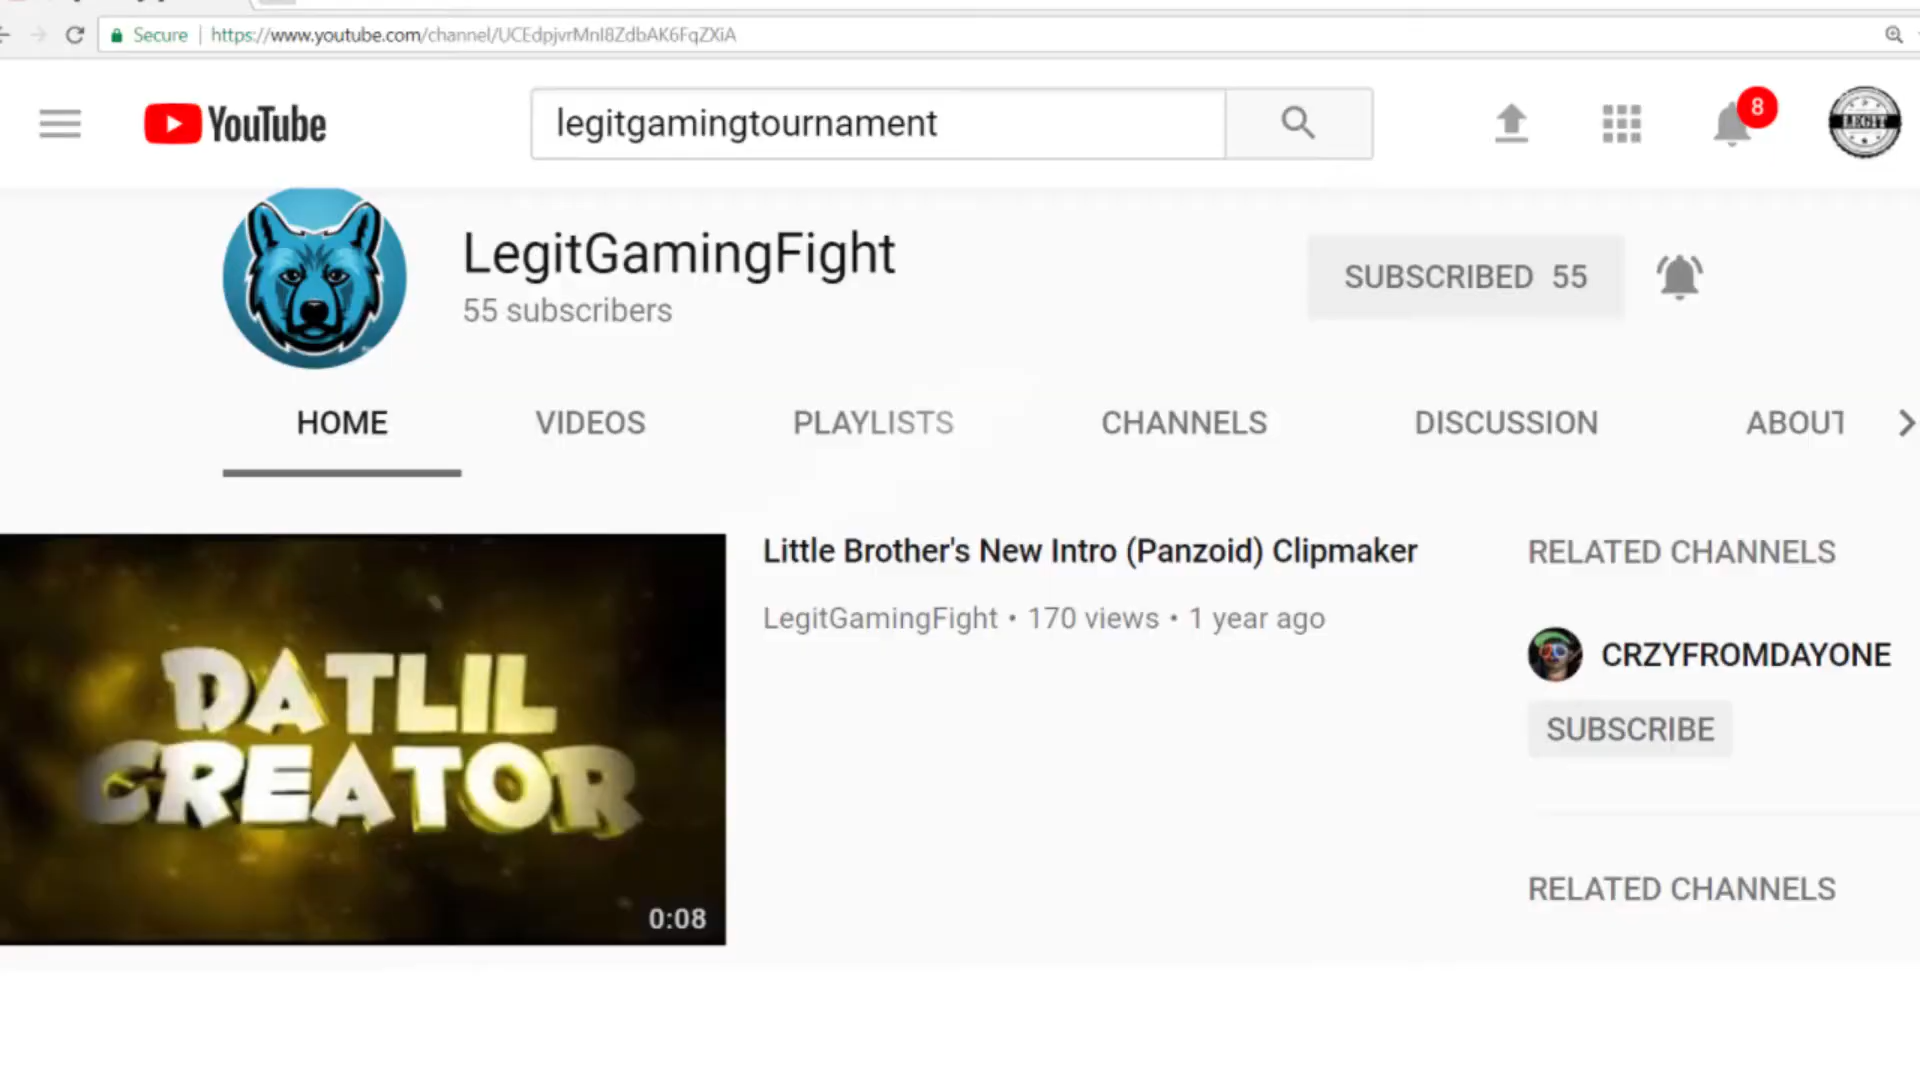 Secure | https://www.youtube.com/channel/UCEdpjvrMnI8ZdbAK6FqZXiA
YouTube
legitgamingtournament
8
LEGIT
LegitGamingFight
55 subscribers
SUBSCRIBED 55
HOME
VIDEOS
PLAYLISTS
CHANNELS
DISCUSSION
ABOUT
DATLIL
CREATOR
0:08
Little Brother's New Intro (Panzoid) Clipmaker
LegitGamingFight • 170 views • 1 year ago
RELATED CHANNELS
CRZYFROMDAYONE
SUBSCRIBE
RELATED CHANNELS